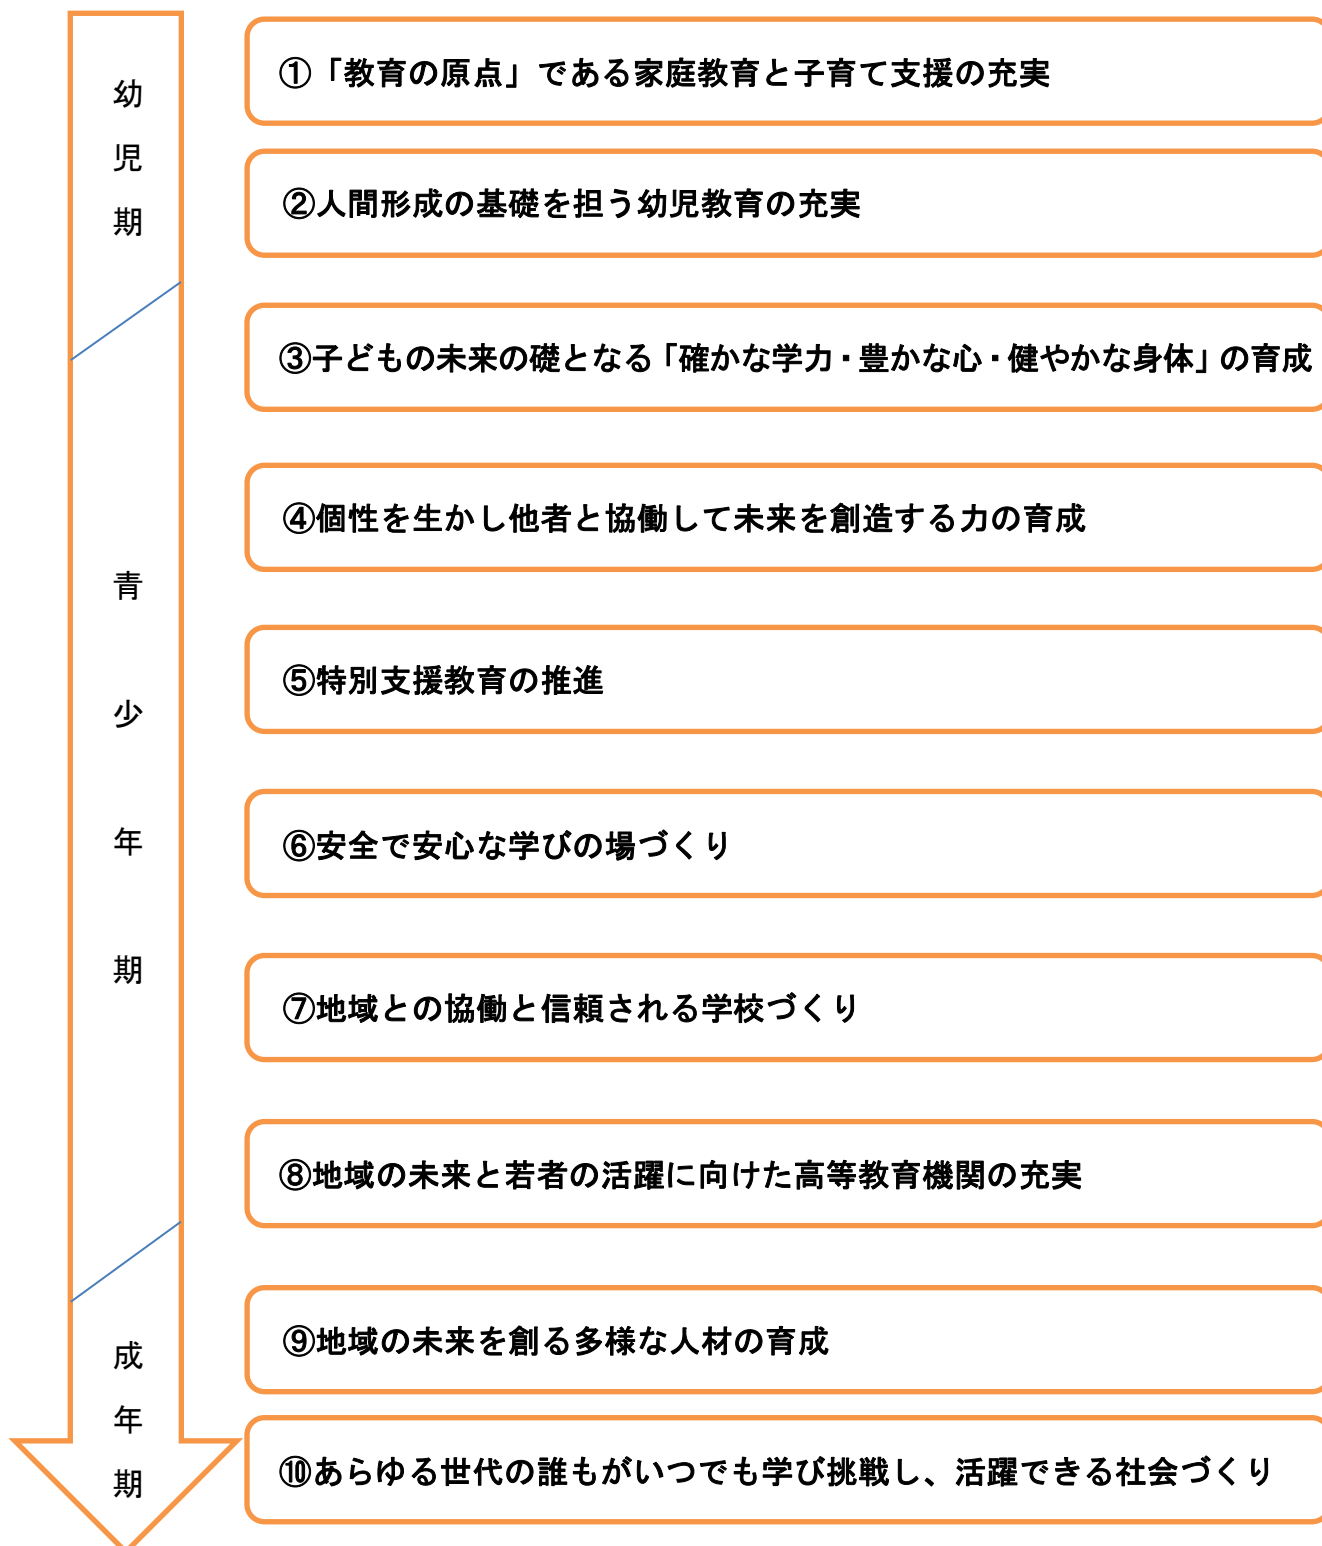 幼児期
①「教育の原点」である家庭教育と子育て支援の充実
②人間形成の基礎を担う幼児教育の充実
青少年期
③子どもの未来の礎となる「確かな学力・豊かな心・健やかな身体」の育成
④個性を生かし他者と協働して未来を創造する力の育成
⑤特別支援教育の推進
⑥安全で安心な学びの場づくり
⑦地域との協働と信頼される学校づくり
⑧地域の未来と若者の活躍に向けた高等教育機関の充実
成年期
⑨地域の未来を創る多様な人材の育成
⑩あらゆる世代の誰もがいつでも学び挑戦し、活躍できる社会づくり